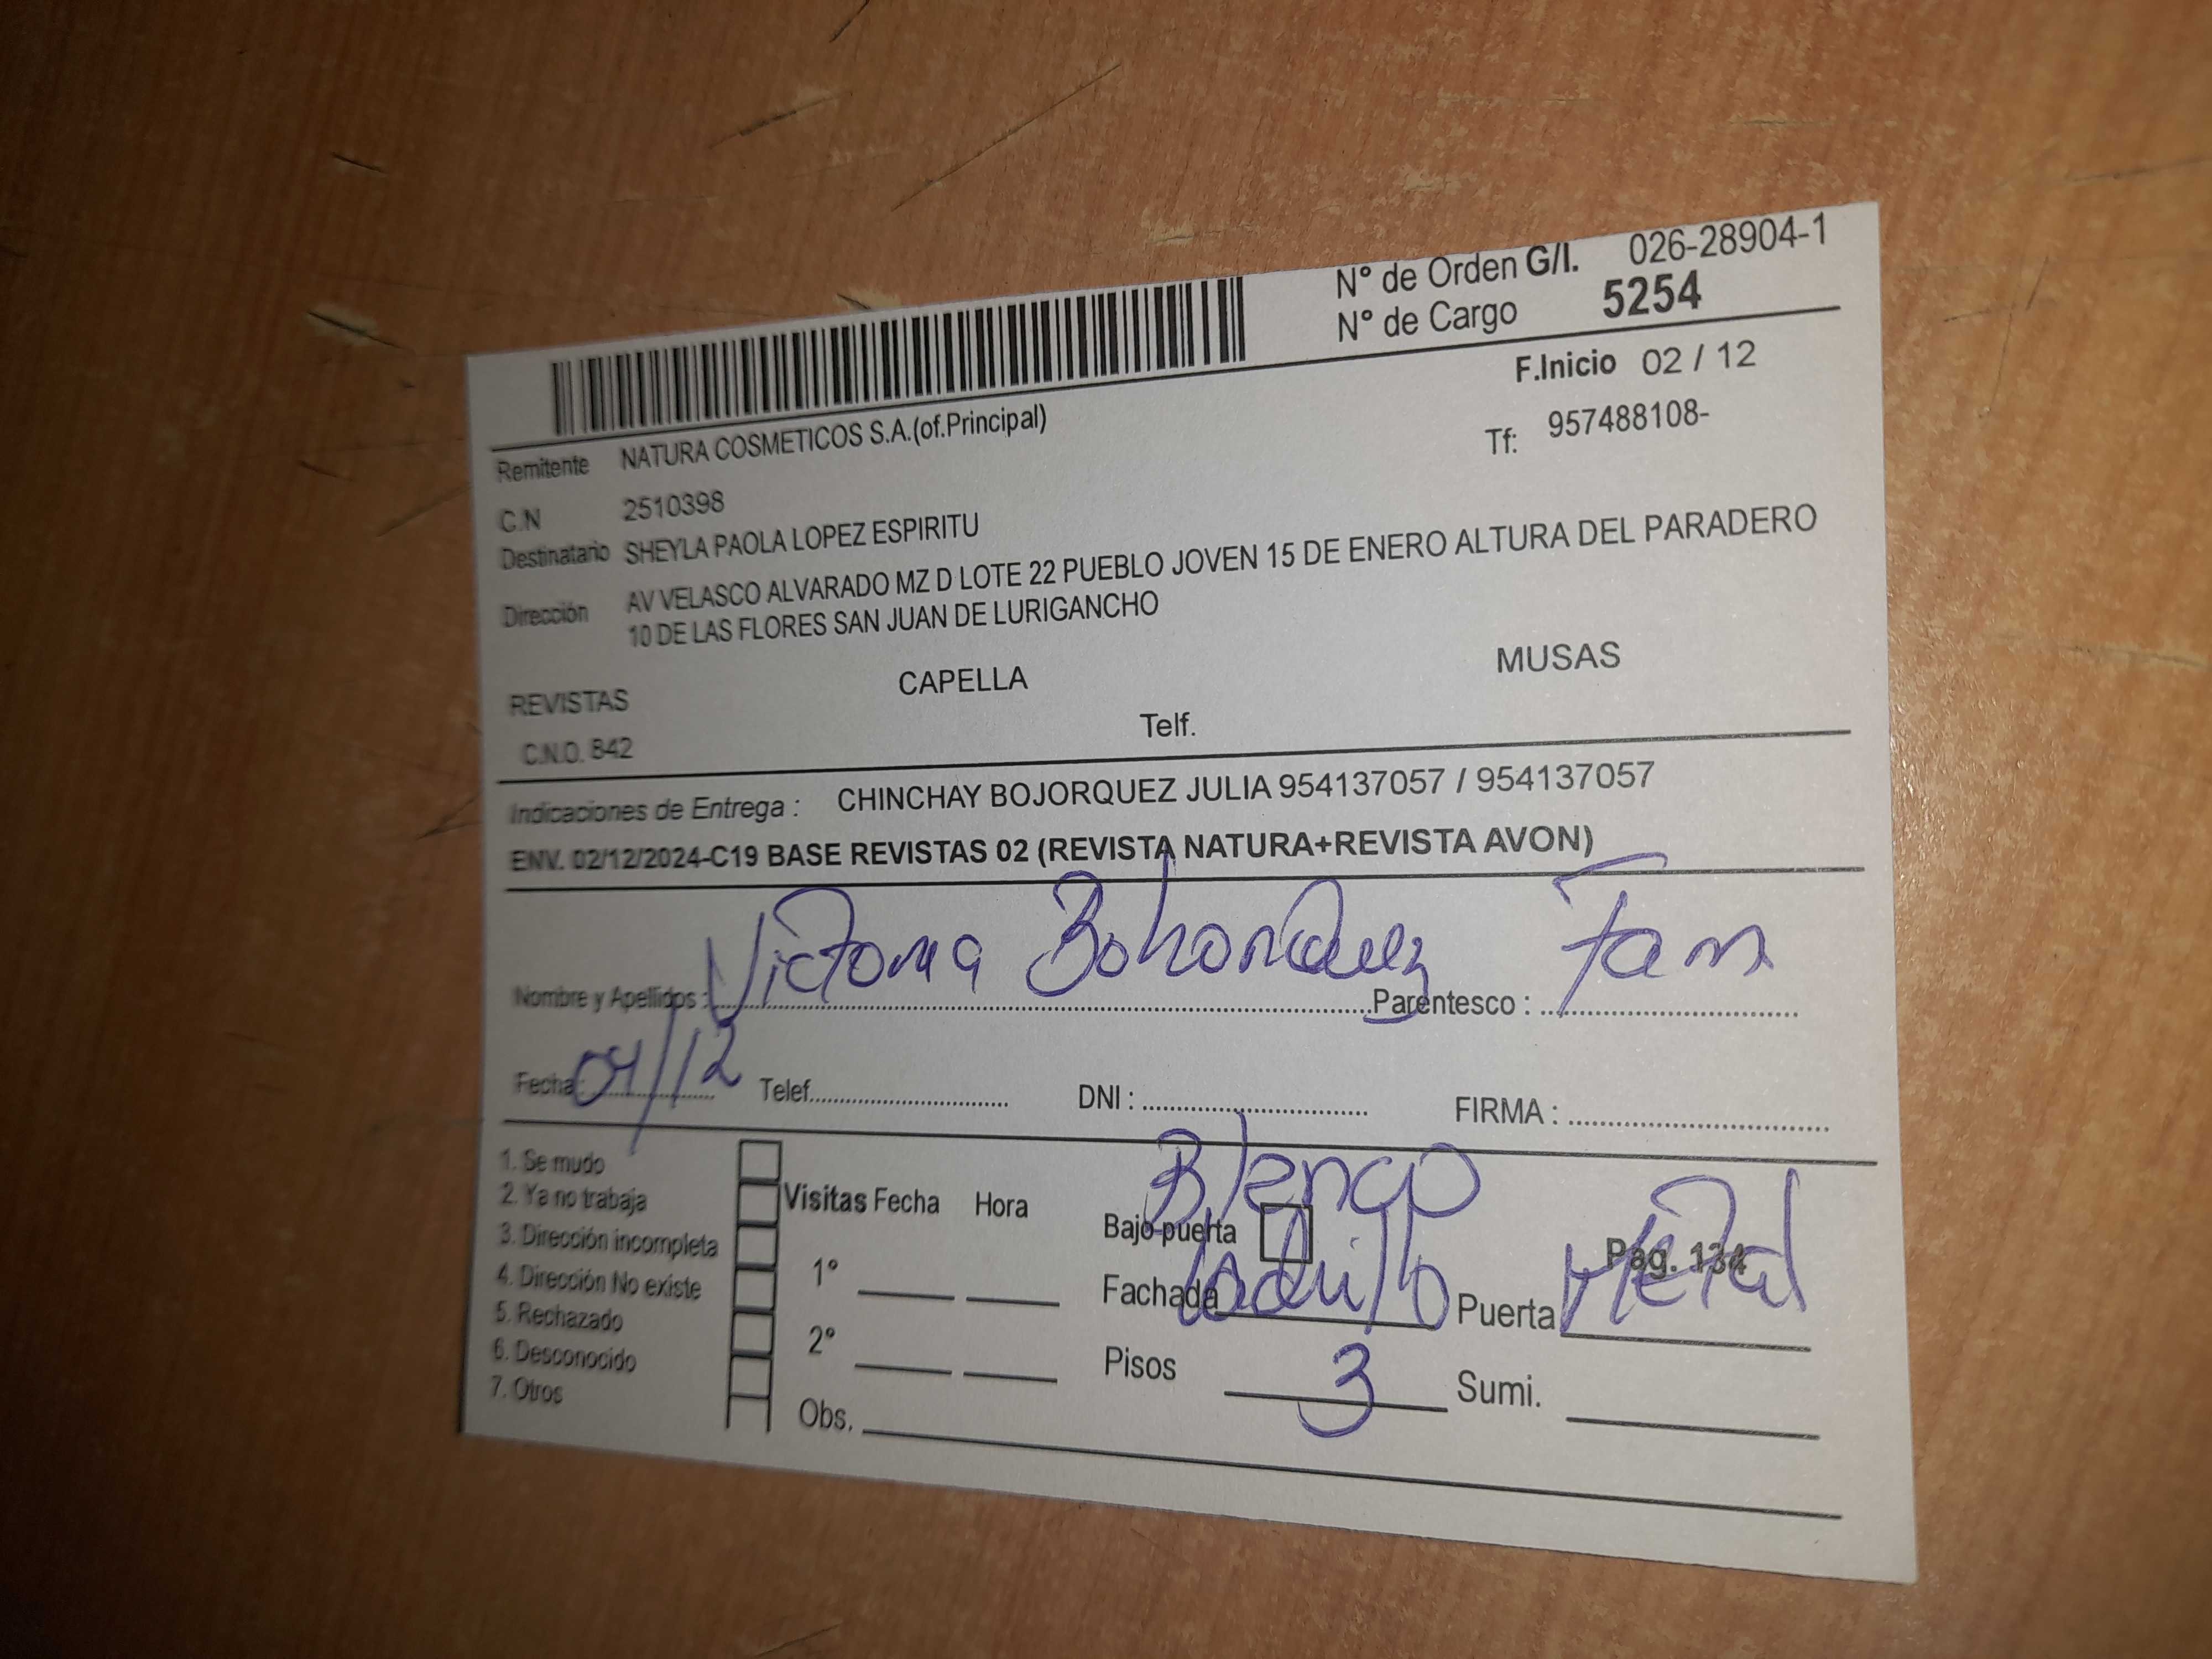 N° de Orden G/I. 026-28904-1
N° de Cargo 5254
F.Inicio 02 / 12
Remitente NATURA COSMETICOS S.A.(of.Principal)
Tf: 957488108-
C.N 2510398
Destinatario SHEYLA PAOLA LOPEZ ESPIRITU
Dirección AV VELASCO ALVARADO MZ D LOTE 22 PUEBLO JOVEN 15 DE ENERO ALTURA DEL PARADERO
10 DE LAS FLORES SAN JUAN DE LURIGANCHO
REVISTAS CAPELLA MUSAS
C.N.O. 842 Telf.
Indicaciones de Entrega : CHINCHAY BOJORQUEZ JULIA 954137057 / 954137057
ENV. 02/12/2024-C19 BASE REVISTAS 02 (REVISTA NATURA+REVISTA AVON)
Nombre y Apellidos : Victoria Bohorquez Parentesco : Fam
Fecha: 04/12 Telef. DNI : FIRMA :
1. Se mudo
2. Ya no trabaja
3. Dirección incompleta
4. Dirección No existe
5. Rechazado
6. Desconocido
7. Otros
Visitas Fecha Hora
1°
2°
Obs.
Blanco
Bajo puerta Pag. 134
Fachada ladrillo Puerta Metal
Pisos 3 Sumi.